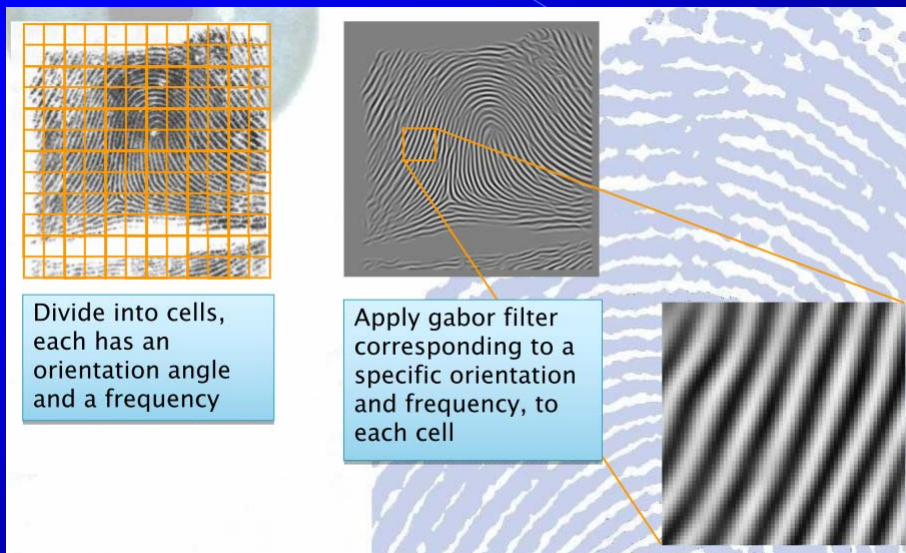 Divide into cells,
each has an
orientation angle
and a frequency
Apply gabor filter
corresponding to a
specific orientation
and frequency, to
each cell